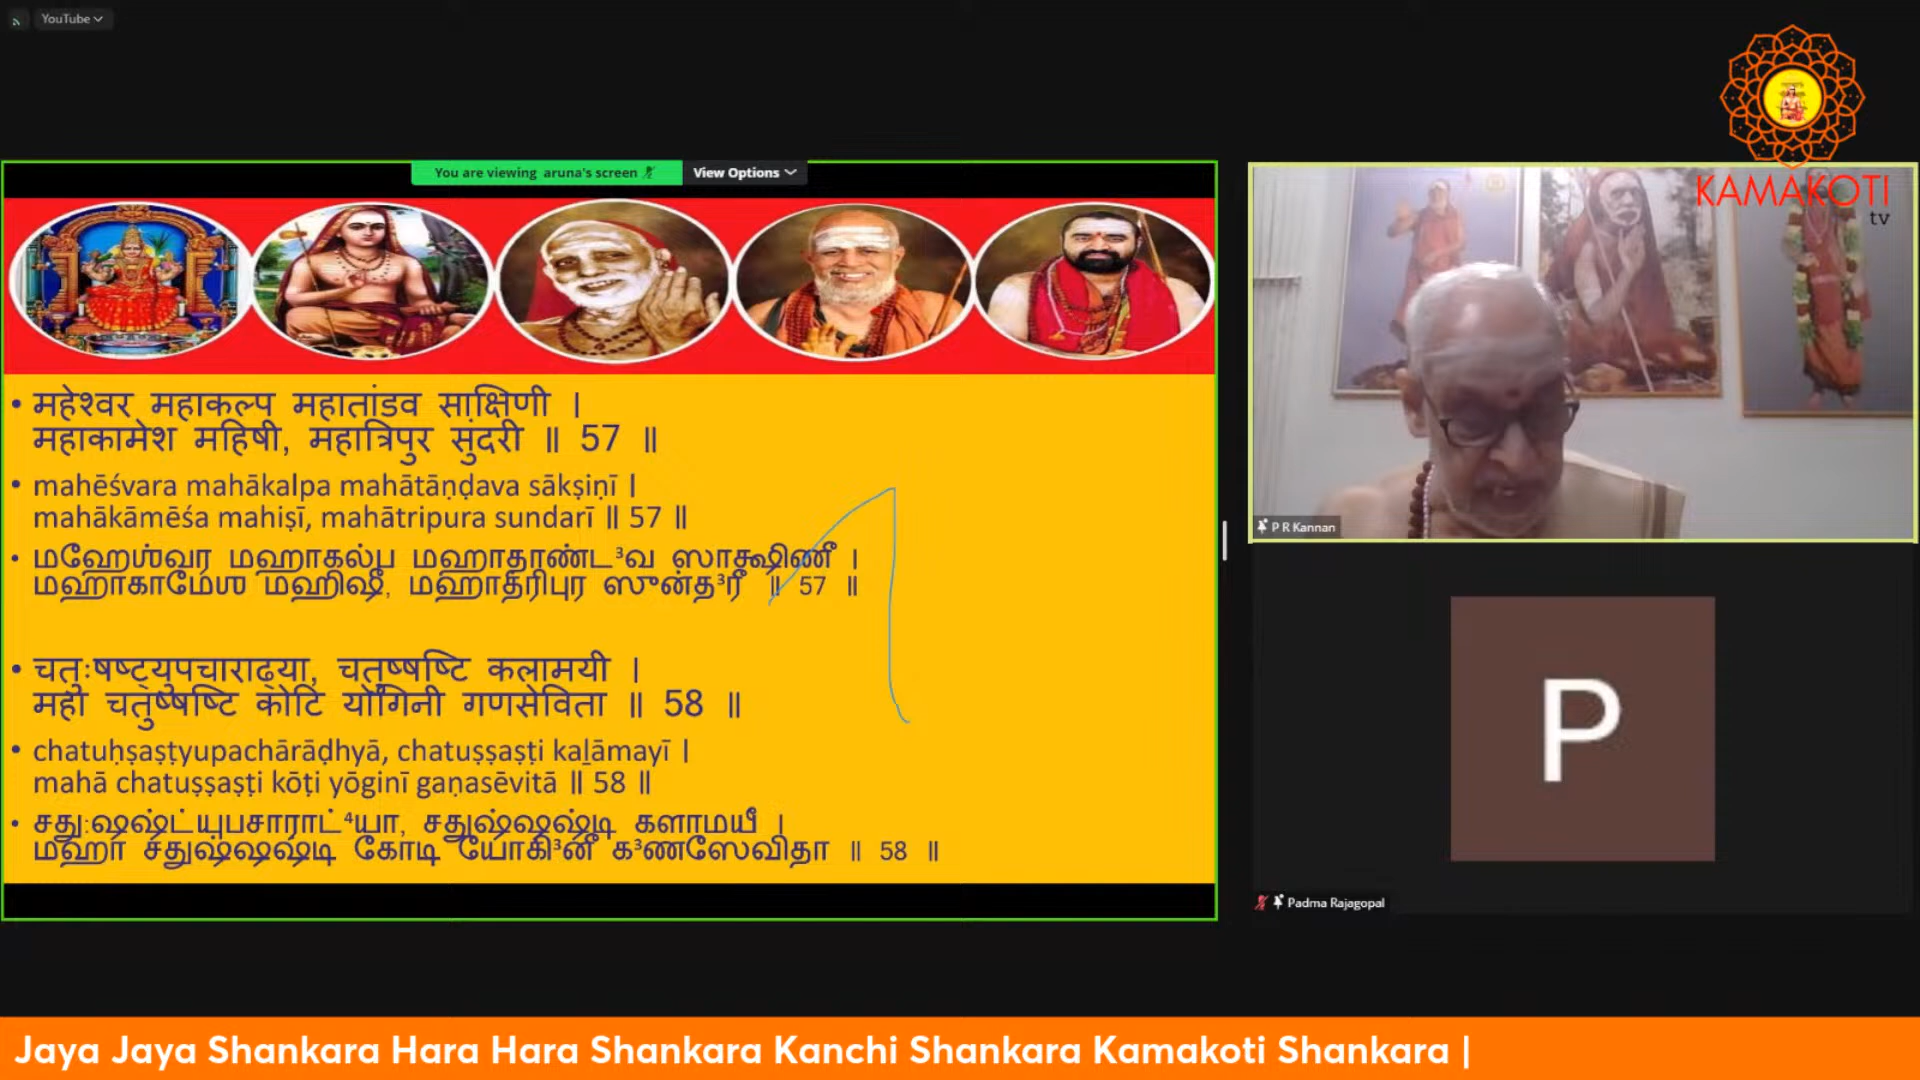 YouTube
KAMAKOTI
tv
You are viewing aruna's screen
View Options
• महेश्वर महाकल्प महातांडव साक्षिणी |
महाकामेश महिषी, महात्रिपुर सुंदरी ॥ 57 ॥
• mahēśvara mahākalpa mahātāṇḍava sākṣiṇī |
mahākāmēśa mahiṣī, mahātripura sundarī ॥ 57 ॥
• மஹேஶ்வர மஹாகல்ப மஹாதாண்ட³வ ஸாக்ஷிணீ |
மஹாகாமேஶ மஹிஷீ, மஹாத்ரிபுர ஸுன்த³ரீ ॥ 57 ॥
• चतुःषष्ट्युपचाराढ्या, चतुष्षष्टि कलामयी |
महा चतुष्षष्टि कोटि योगिनी गणसेविता ॥ 58 ॥
• chatuḥṣaṣṭyupachārāḍhyā, chatuṣṣaṣṭi kaḻāmayī |
mahā chatuṣṣaṣṭi kōṭi yōginī gaṇasēvitā ॥ 58 ॥
• சது:ஷஷ்ட்யுபசாராட்⁴யா, சதுஷ்ஷஷ்டி களாமயீ |
மஹா சதுஷ்ஷஷ்டி கோடி யோகி³னீ க³ணஸேவிதா ॥ 58 ॥
P R Kannan
P
Padma Rajagopal
Jaya Jaya Shankara Hara Hara Shankara Kanchi Shankara Kamakoti Shankara |